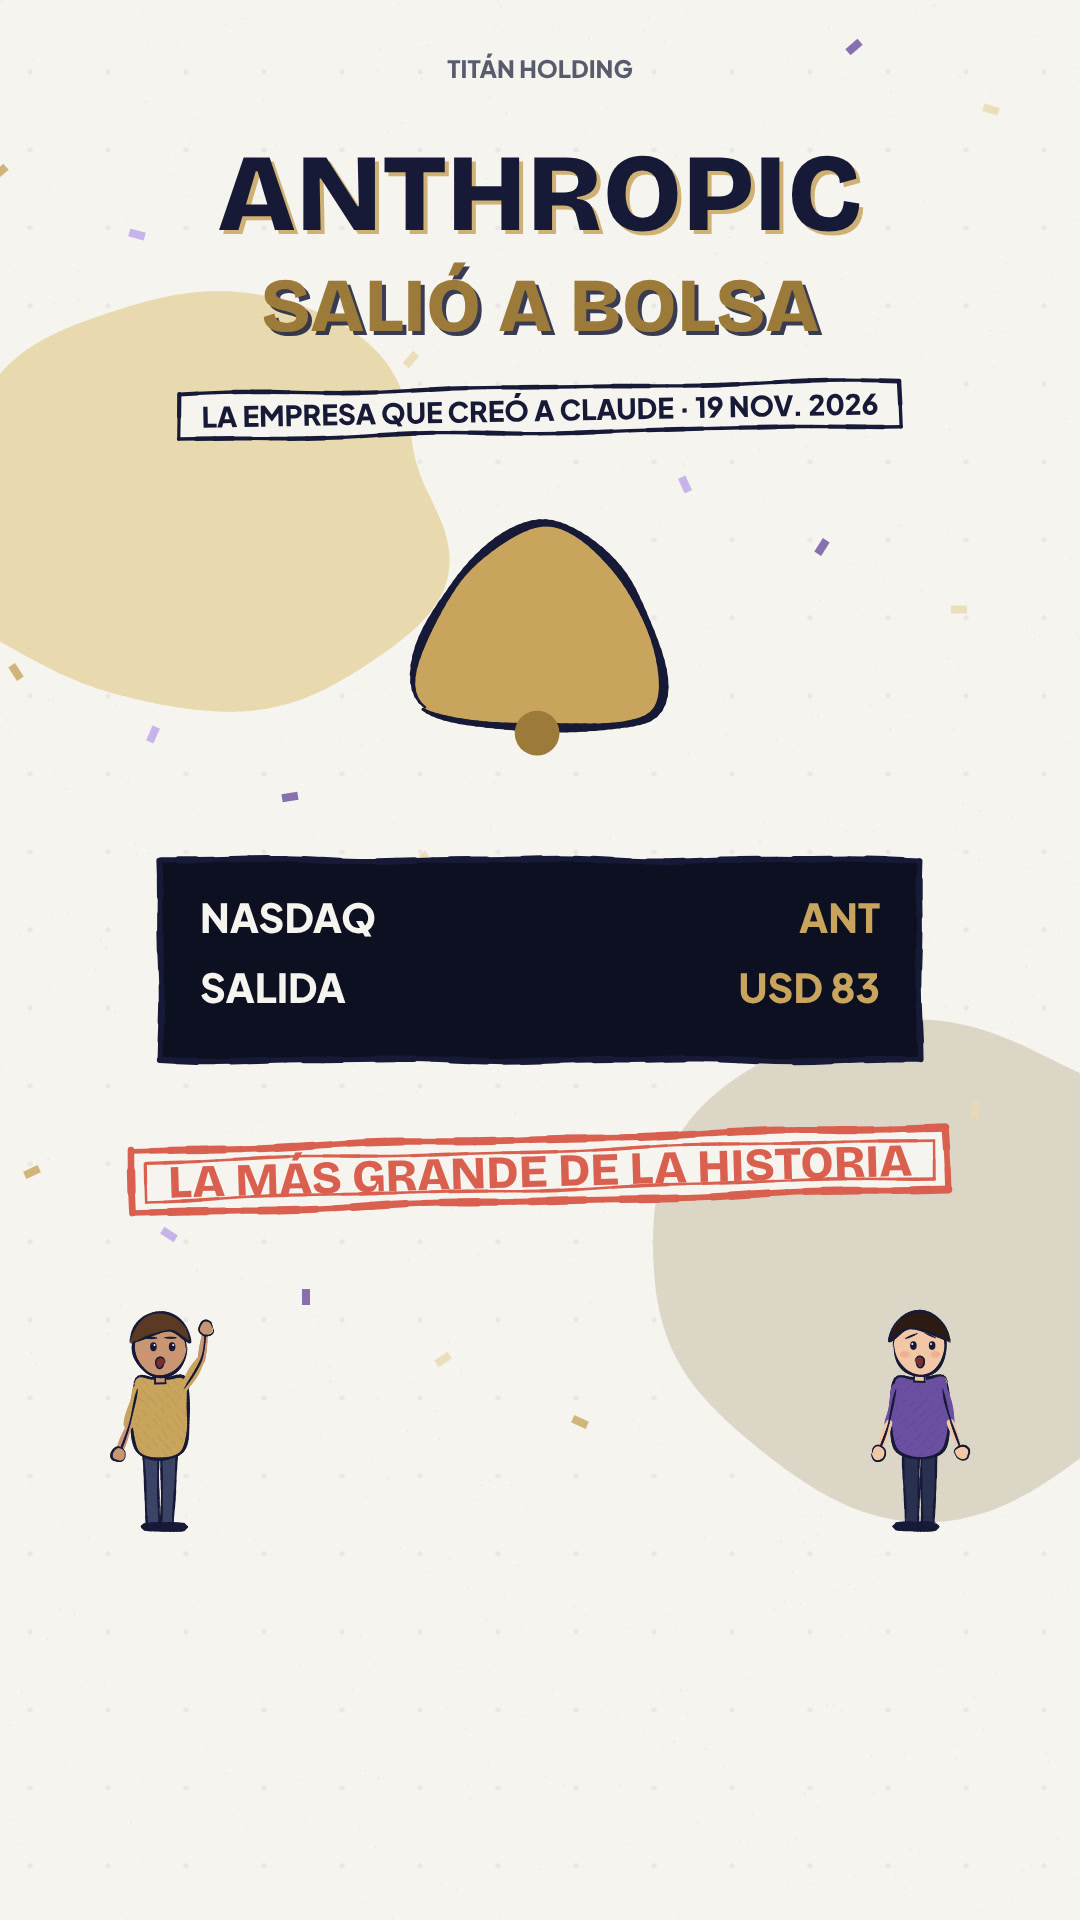 TITÁN HOLDING
ANTHROPIC
SALIÓ A BOLSA
LA EMPRESA QUE CREÓ A CLAUDE · 19 NOV. 2026
NASDAQ ANT
SALIDA USD 83
LA MÁS GRANDE DE LA HISTORIA